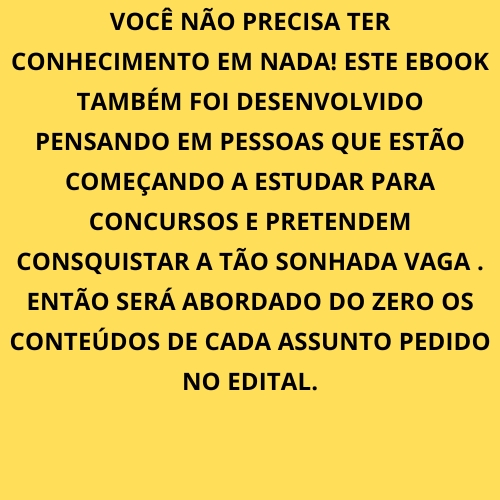 VOCÊ NÃO PRECISA TER
CONHECIMENTO EM NADA! ESTE EBOOK
TAMBÉM FOI DESENVOLVIDO
PENSANDO EM PESSOAS QUE ESTÃO
COMEÇANDO A ESTUDAR PARA
CONCURSOS E PRETENDEM
CONSQUISTAR A TÃO SONHADA VAGA .
ENTÃO SERÁ ABORDADO DO ZERO OS
CONTEÚDOS DE CADA ASSUNTO PEDIDO
NO EDITAL.